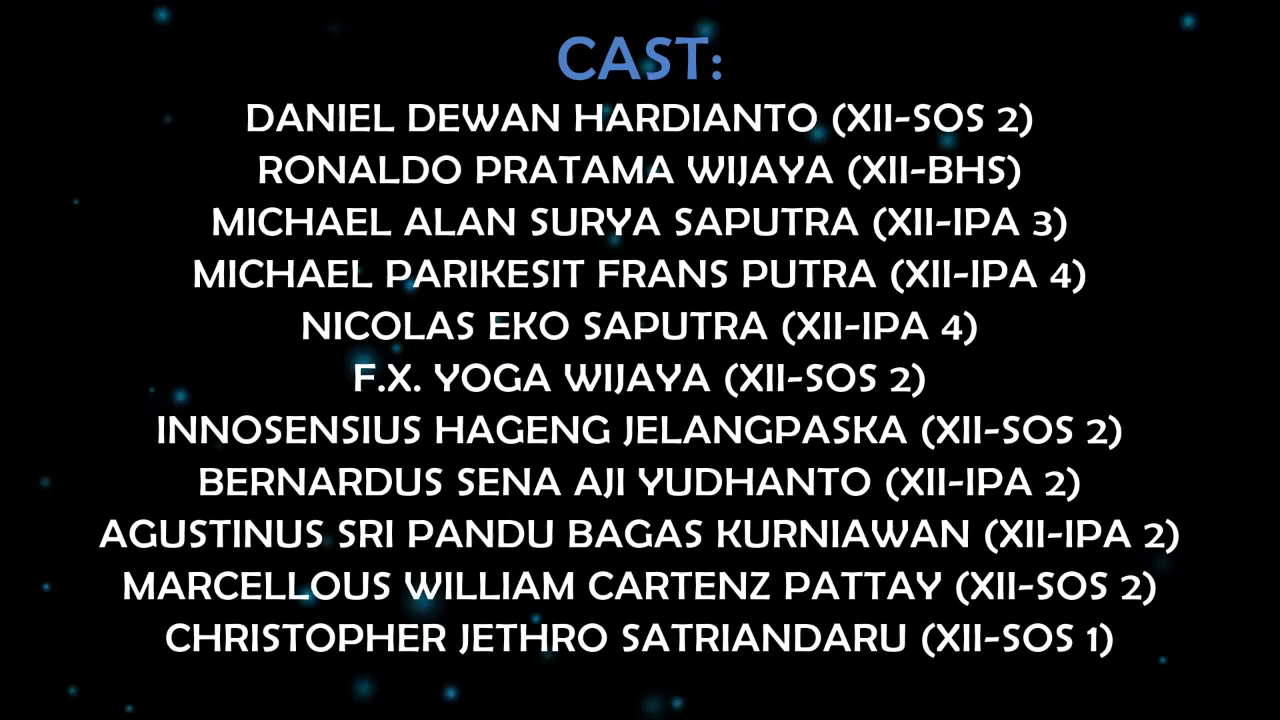 CAST:
DANIEL DEWAN HARDIANTO (XII-SOS 2)
RONALDO PRATAMA WIJAYA (XII-BHS)
MICHAEL ALAN SURYA SAPUTRA (XII-IPA 3)
MICHAEL PARIKESIT FRANS PUTRA (XII-IPA 4)
NICOLAS EKO SAPUTRA (XII-IPA 4)
F.X. YOGA WIJAYA (XII-SOS 2)
INNOSENSIUS HAGENG JELANGPASKA (XII-SOS 2)
BERNARDUS SENA AJI YUDHANTO (XII-IPA 2)
AGUSTINUS SRI PANDU BAGAS KURNIAWAN (XII-IPA 2)
MARCELLOUS WILLIAM CARTENZ PATTAY (XII-SOS 2)
CHRISTOPHER JETHRO SATRIANDARU (XII-SOS 1)